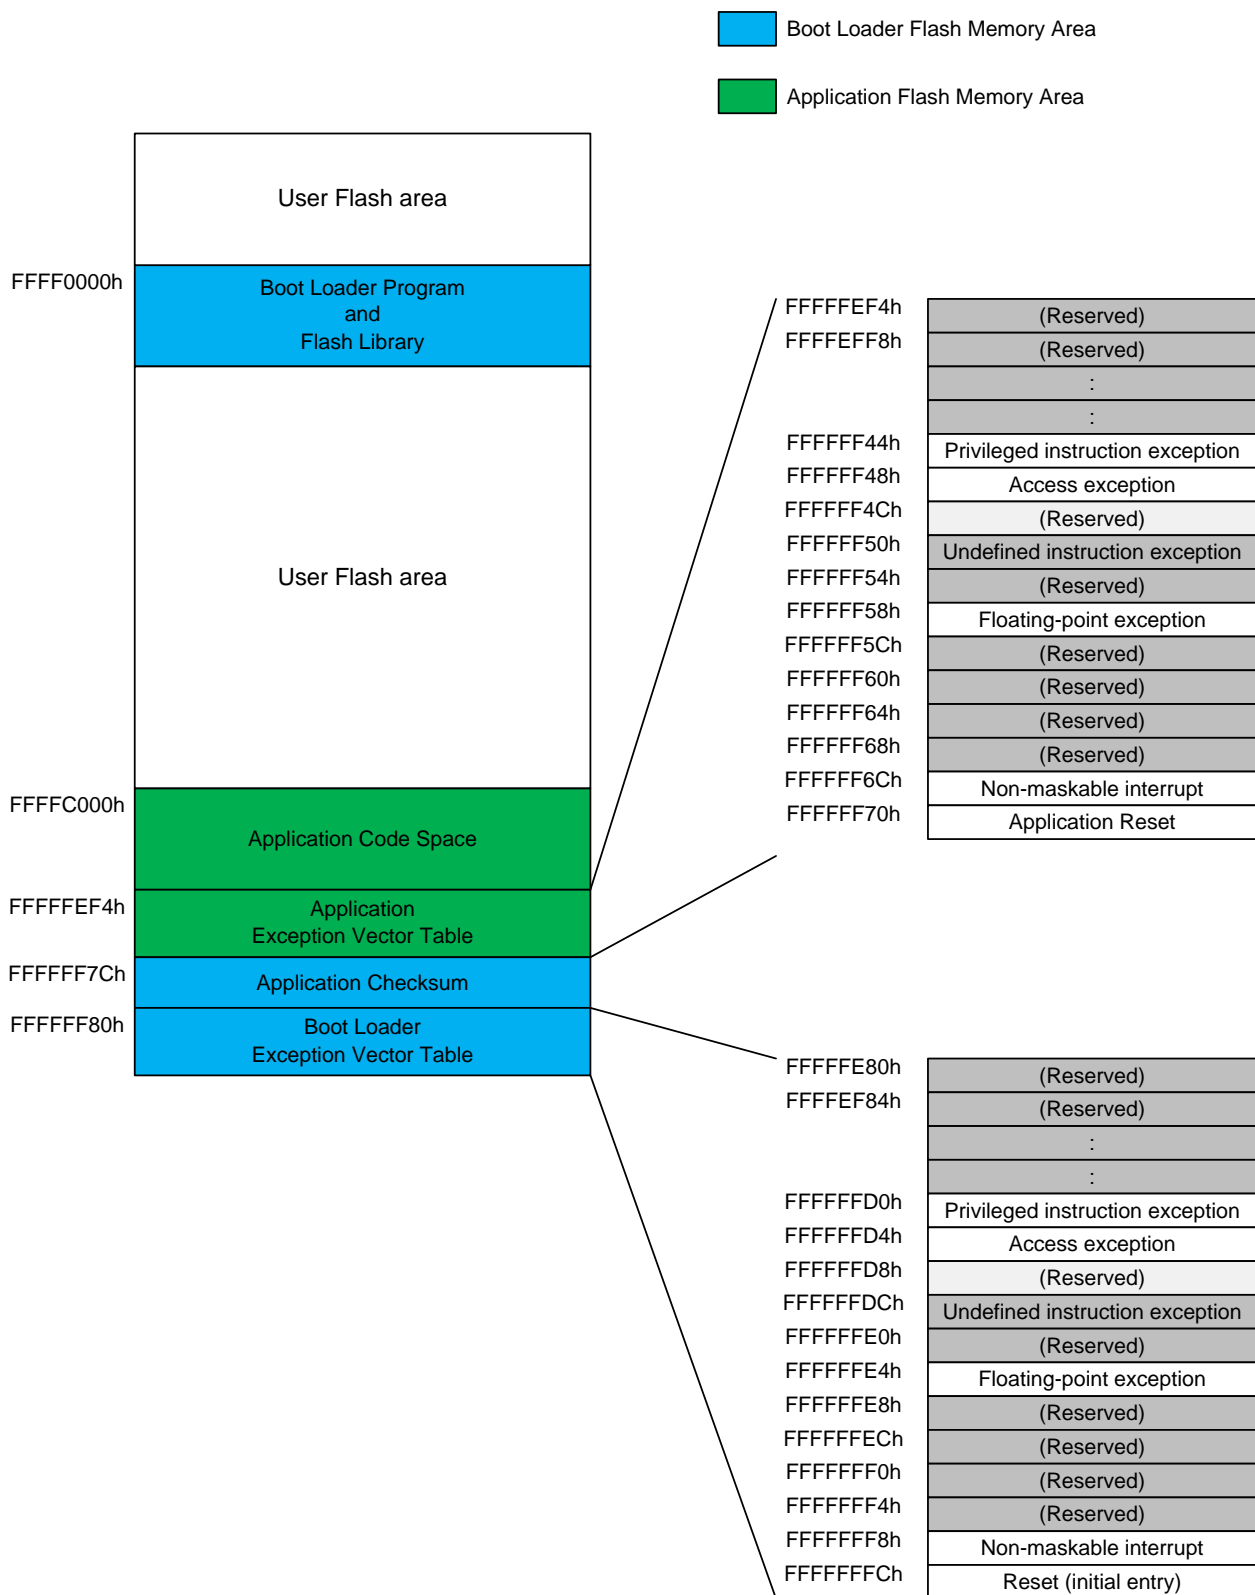 Boot Loader Flash Memory Area
Application Flash Memory Area
User Flash area
FFFF0000h
Boot Loader Program
and
Flash Library
User Flash area
FFFFC000h
Application Code Space
FFFFFEF4h
Application
Exception Vector Table
FFFFFF7Ch
Application Checksum
FFFFFF80h
Boot Loader
Exception Vector Table
FFFFFEF4h (Reserved)
FFFFEFF8h (Reserved)
:
:
FFFFFF44h Privileged instruction exception
FFFFFF48h Access exception
FFFFFF4Ch (Reserved)
FFFFFF50h Undefined instruction exception
FFFFFF54h (Reserved)
FFFFFF58h Floating-point exception
FFFFFF5Ch (Reserved)
FFFFFF60h (Reserved)
FFFFFF64h (Reserved)
FFFFFF68h (Reserved)
FFFFFF6Ch Non-maskable interrupt
FFFFFF70h Application Reset
FFFFFE80h (Reserved)
FFFFEF84h (Reserved)
:
:
FFFFFFD0h Privileged instruction exception
FFFFFFD4h Access exception
FFFFFFD8h (Reserved)
FFFFFFDCh Undefined instruction exception
FFFFFFE0h (Reserved)
FFFFFFE4h Floating-point exception
FFFFFFE8h (Reserved)
FFFFFFECh (Reserved)
FFFFFFF0h (Reserved)
FFFFFFF4h (Reserved)
FFFFFFF8h Non-maskable interrupt
FFFFFFFCh Reset (initial entry)